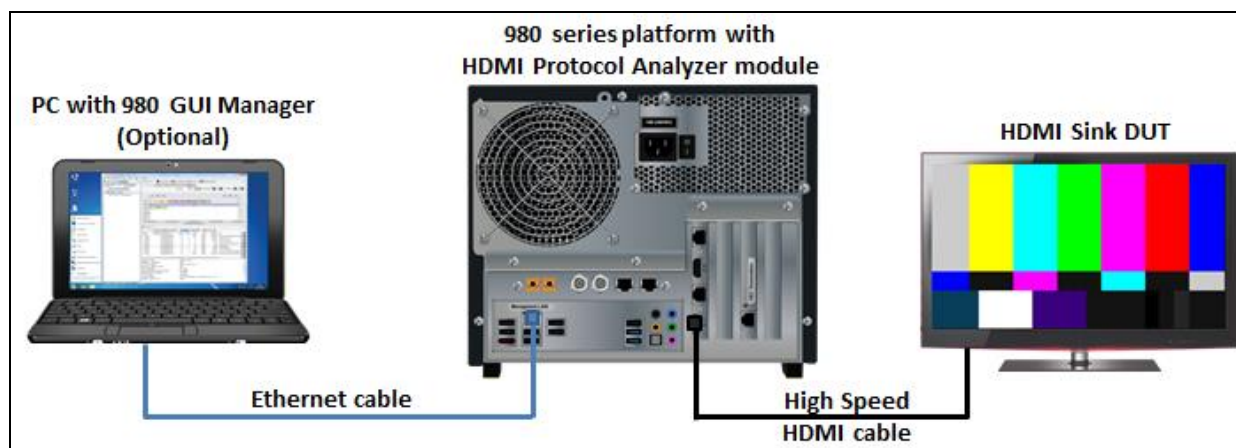 980 series platform with
HDMI Protocol Analyzer module
PC with 980 GUI Manager
(Optional)
HDMI Sink DUT
Ethernet cable
High Speed
HDMI cable